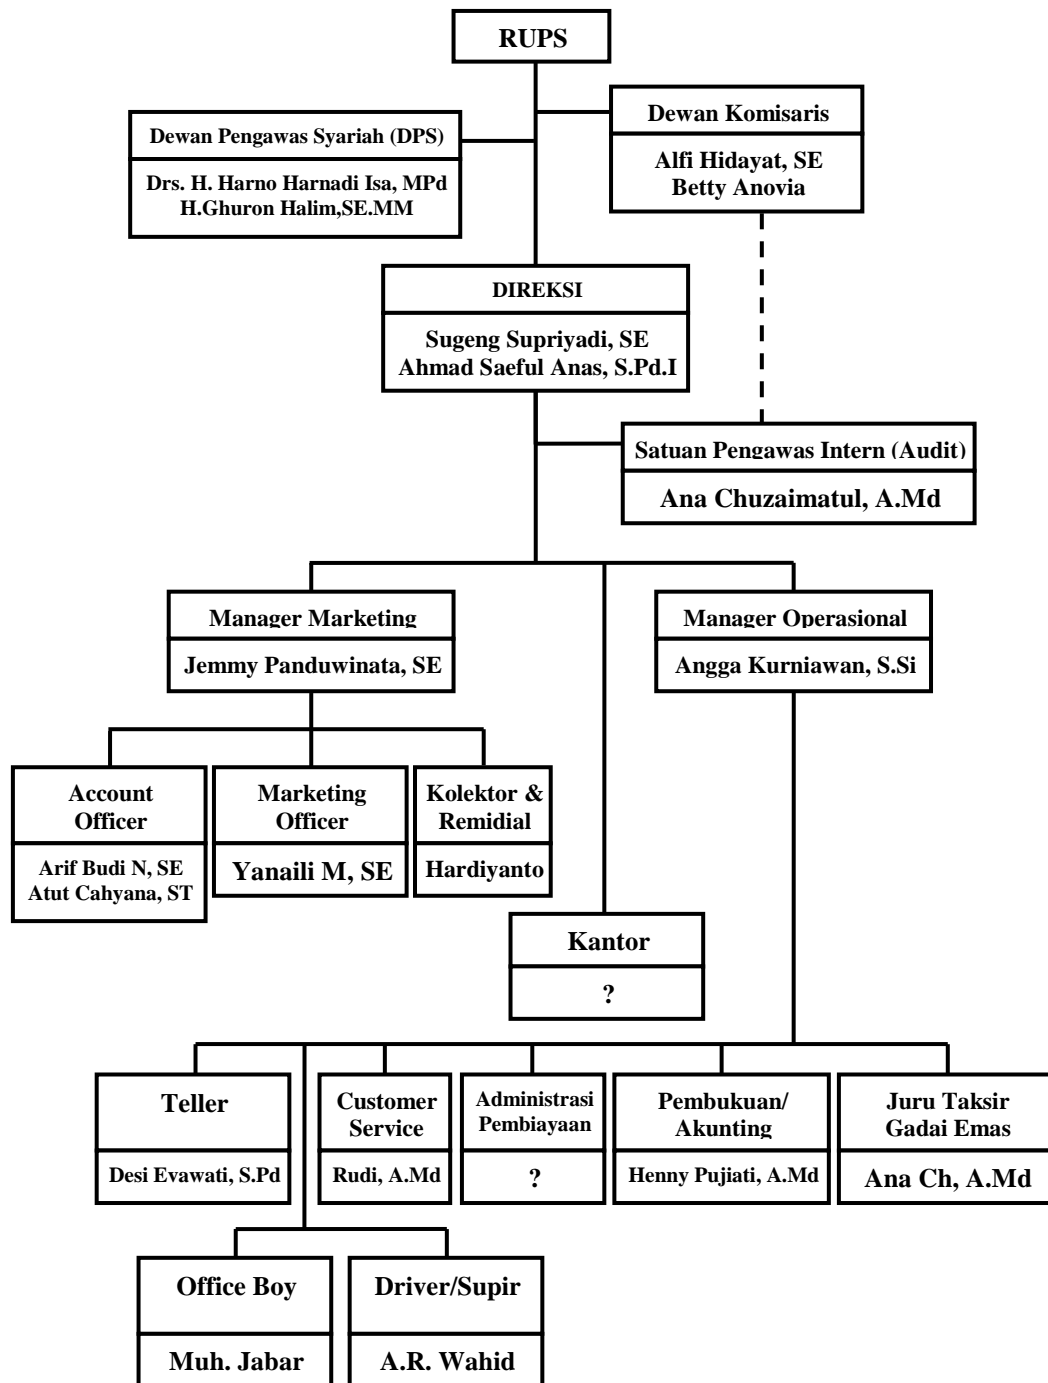 RUPS
Dewan Komisaris
Alfi Hidayat, SE
Betty Anovia
Dewan Pengawas Syariah (DPS)
Drs. H. Harno Harnadi Isa, MPd
H.Ghuron Halim,SE.MM
DIREKSI
Sugeng Supriyadi, SE
Ahmad Saeful Anas, S.Pd.I
Satuan Pengawas Intern (Audit)
Ana Chuzaimatul, A.Md
Manager Marketing
Jemmy Panduwinata, SE
Manager Operasional
Angga Kurniawan, S.Si
Account
Officer
Arif Budi N, SE
Atut Cahyana, ST
Marketing
Officer
Yanaili M, SE
Kolektor &
Remidial
Hardiyanto
Kantor
?
Teller
Desi Evawati, S.Pd
Customer
Service
Rudi, A.Md
Administrasi
Pembiayaan
?
Pembukuan/
Akunting
Henny Pujiati, A.Md
Juru Taksir
Gadai Emas
Ana Ch, A.Md
Office Boy
Muh. Jabar
Driver/Supir
A.R. Wahid